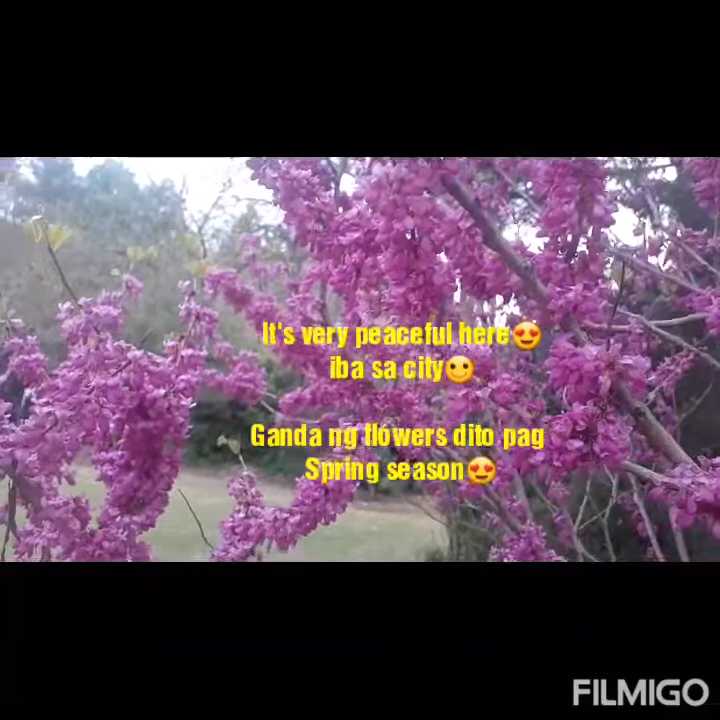 It's very peaceful here😍
iba sa city🙂
Ganda ng flowers dito pag
Spring season😍
FILMIGO